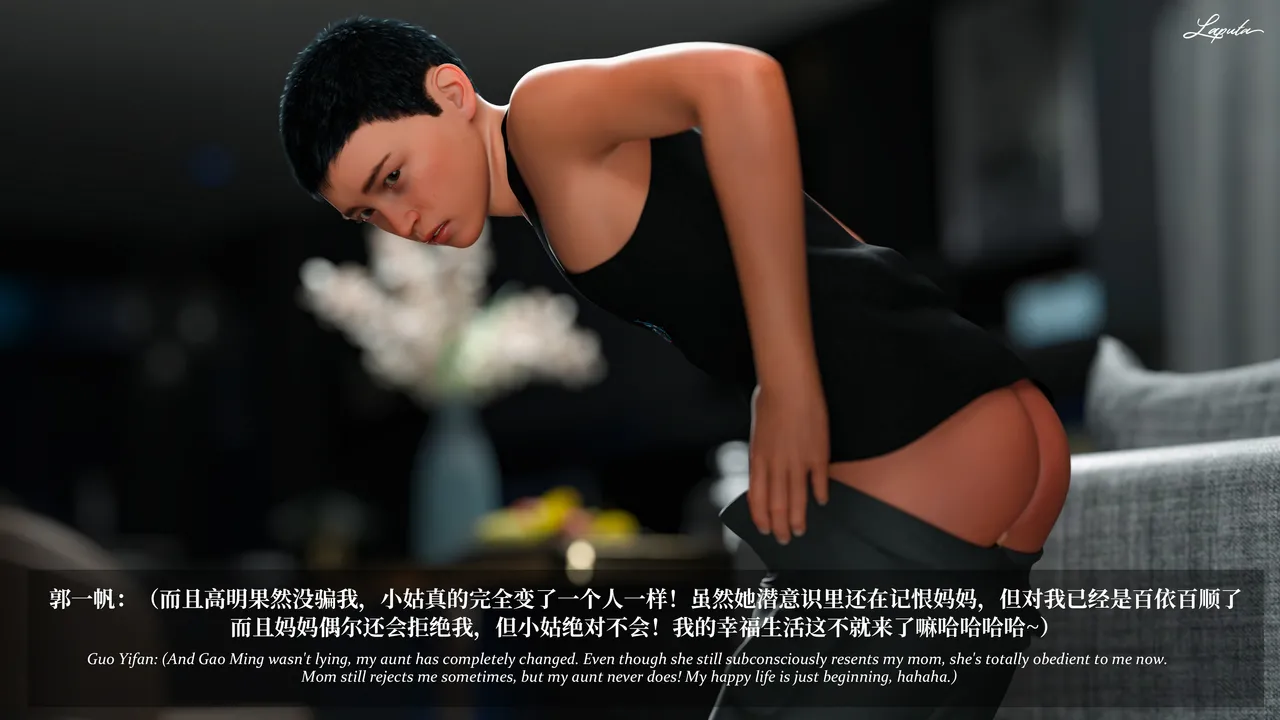 Laputa
郭一帆：（而且高明果然没骗我，小姑真的完全变了一个人一样！虽然她潜意识里还在记恨妈妈，但对我已经是百依百顺了
而且妈妈偶尔还会拒绝我，但小姑绝对不会！我的幸福生活这不就来了嘛哈哈哈哈~）
Guo Yifan: (And Gao Ming wasn't lying, my aunt has completely changed. Even though she still subconsciously resents my mom, she's totally obedient to me now.
Mom still rejects me sometimes, but my aunt never does! My happy life is just beginning, hahaha.)